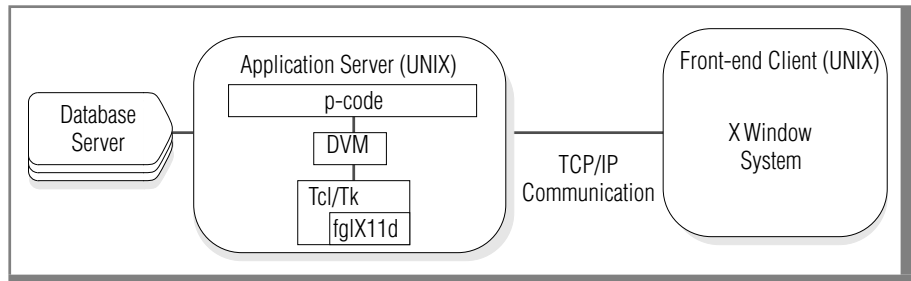 Database
Server
Application Server (UNIX)
p-code
DVM
Tcl/Tk
fglX11d
TCP/IP
Communication
Front-end Client (UNIX)
X Window
System